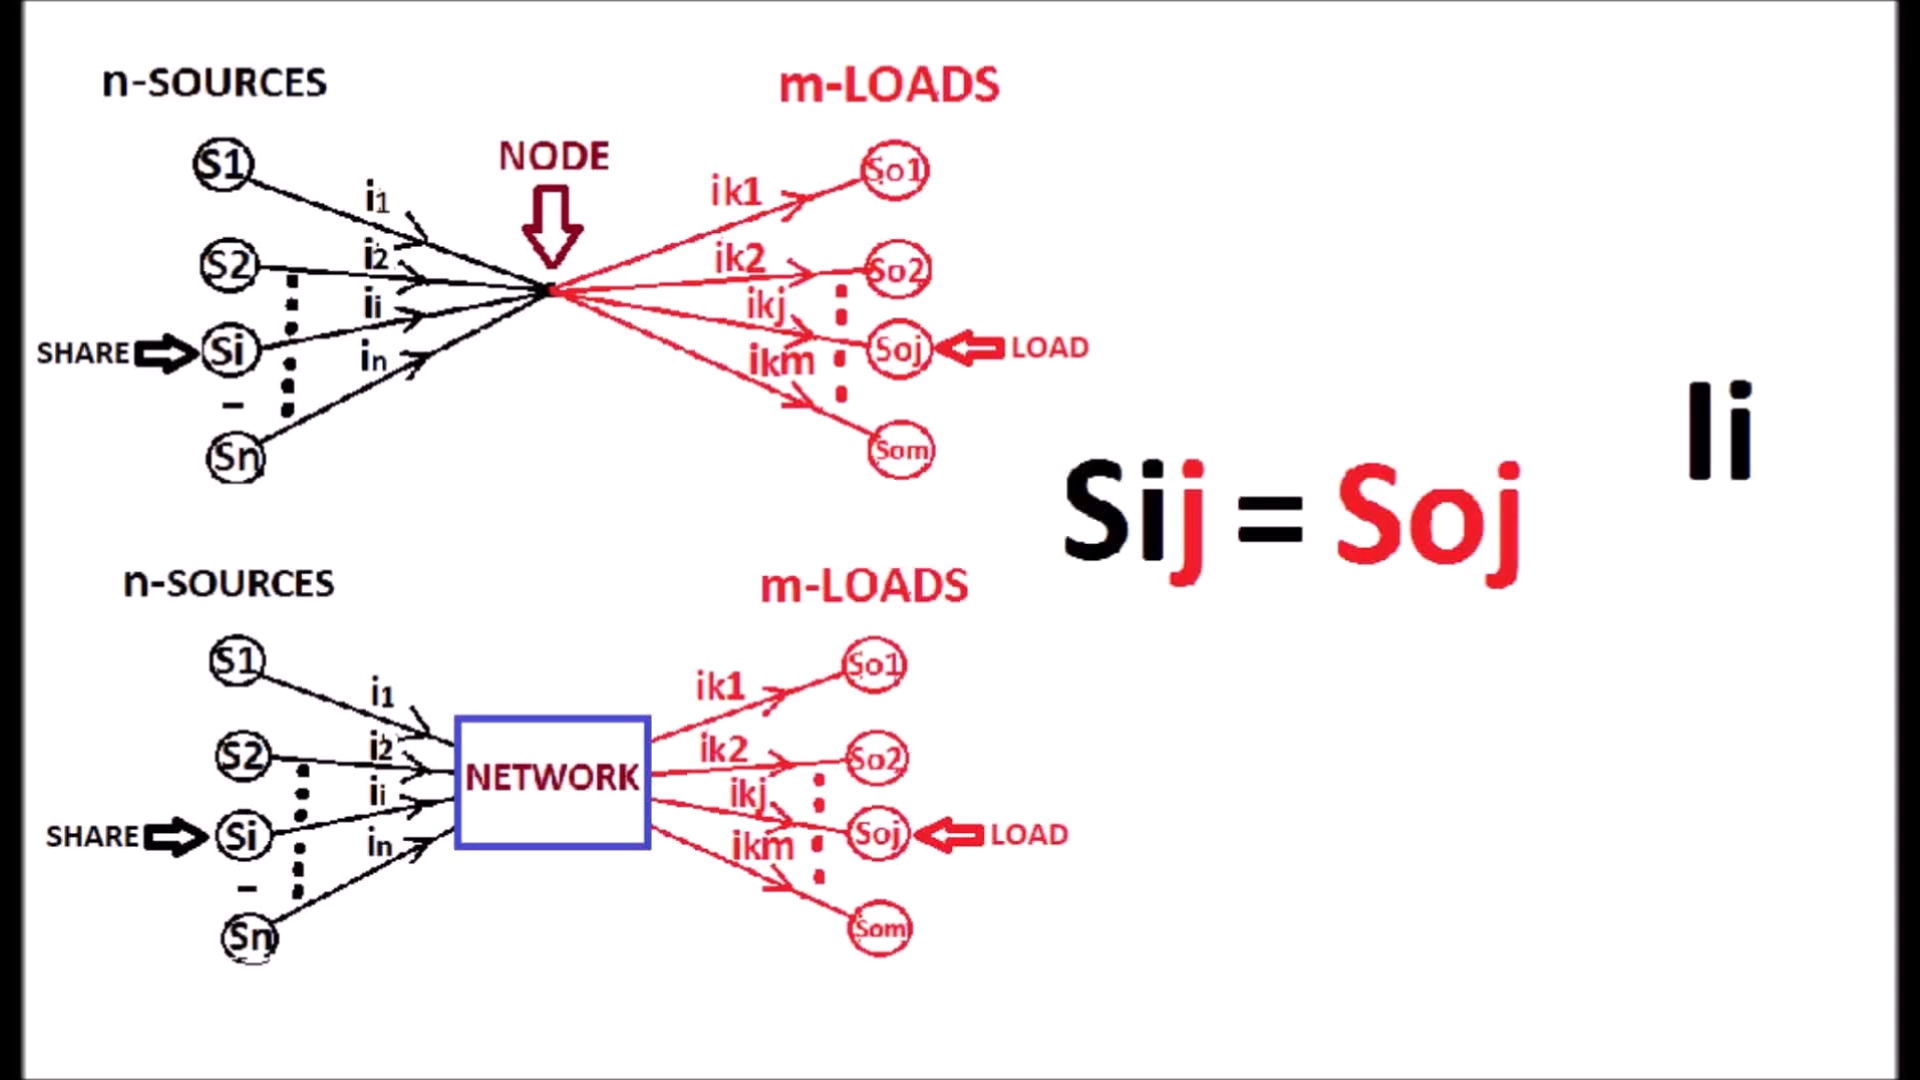 n-SOURCES
m-LOADS
NODE
S1
i1
ik1
So1
S2
i2
ik2
So2
ii
ikj
SHARE
Si
Soj
LOAD
in
ikm
Sn
Som
Sij = Soj
Ii
n-SOURCES
m-LOADS
S1
i1
ik1
So1
S2
i2
ik2
So2
NETWORK
ii
ikj
SHARE
Si
Soj
LOAD
in
ikm
Sn
Som